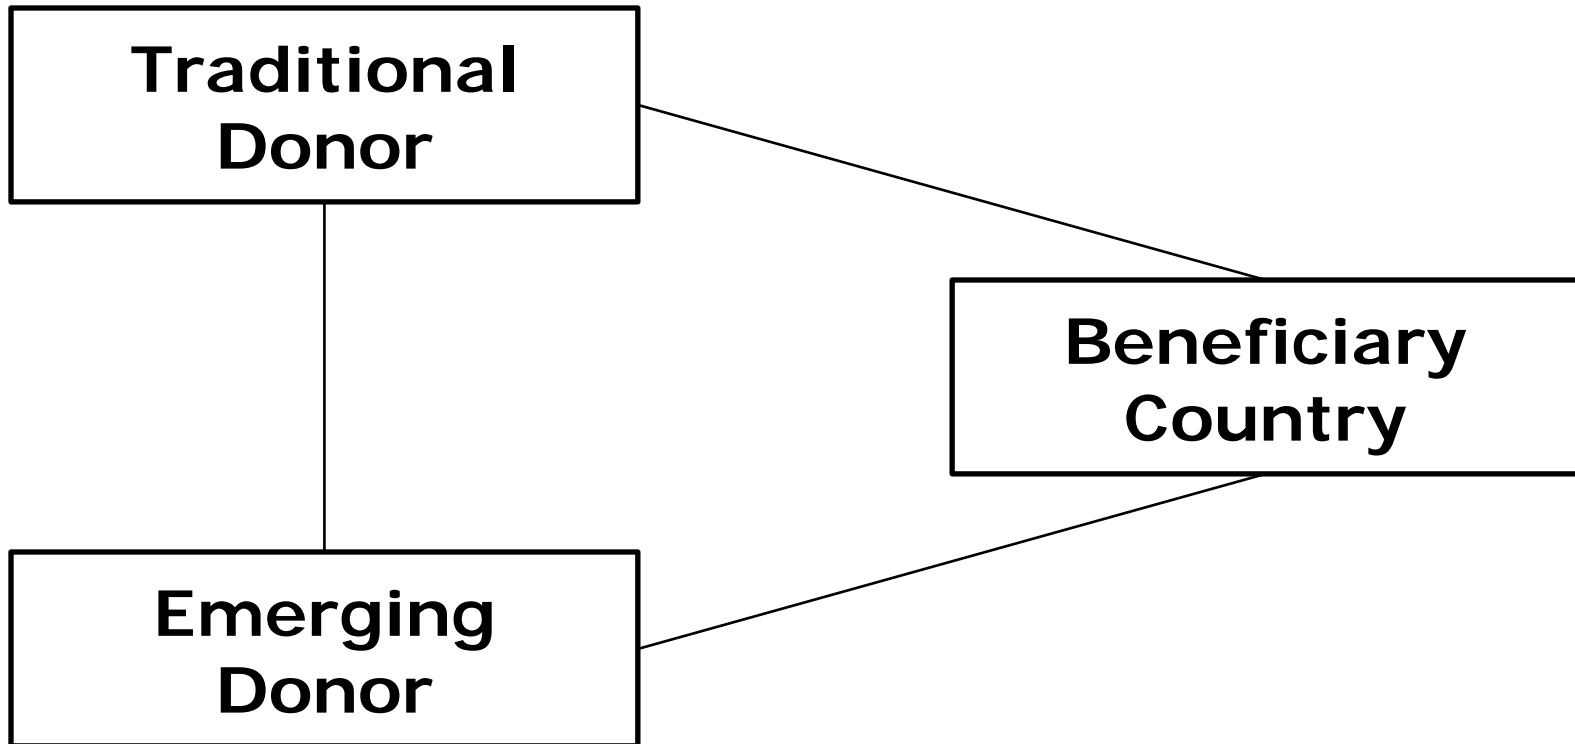 Traditional
Donor
Beneficiary
Country
Emerging
Donor